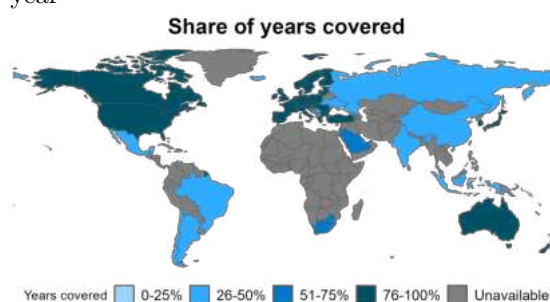 year
Share of years covered
Years covered 0-25% 26-50% 51-75% 76-100% Unavailable